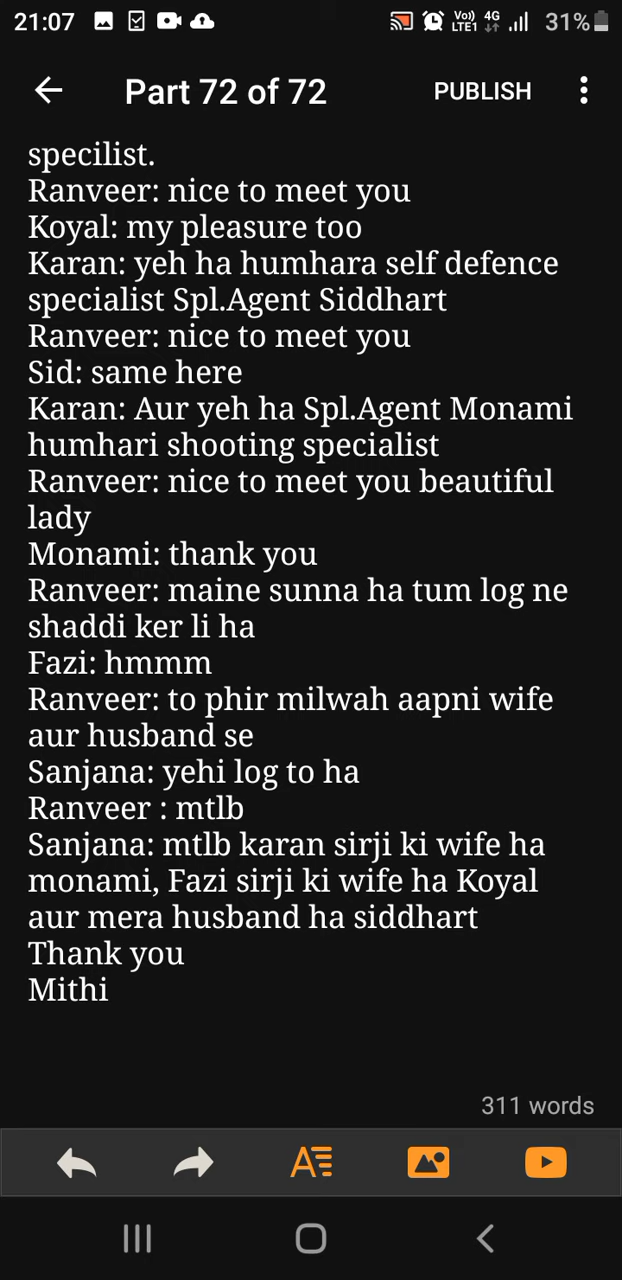 21:07 Vo)) LTE1 4G 31%
Part 72 of 72 PUBLISH
specilist.
Ranveer: nice to meet you
Koyal: my pleasure too
Karan: yeh ha humhara self defence
specialist Spl.Agent Siddhart
Ranveer: nice to meet you
Sid: same here
Karan: Aur yeh ha Spl.Agent Monami
humhari shooting specialist
Ranveer: nice to meet you beautiful
lady
Monami: thank you
Ranveer: maine sunna ha tum log ne
shaddi ker li ha
Fazi: hmmm
Ranveer: to phir milwah aapni wife
aur husband se
Sanjana: yehi log to ha
Ranveer : mtlb
Sanjana: mtlb karan sirji ki wife ha
monami, Fazi sirji ki wife ha Koyal
aur mera husband ha siddhart
Thank you
Mithi
311 words
A